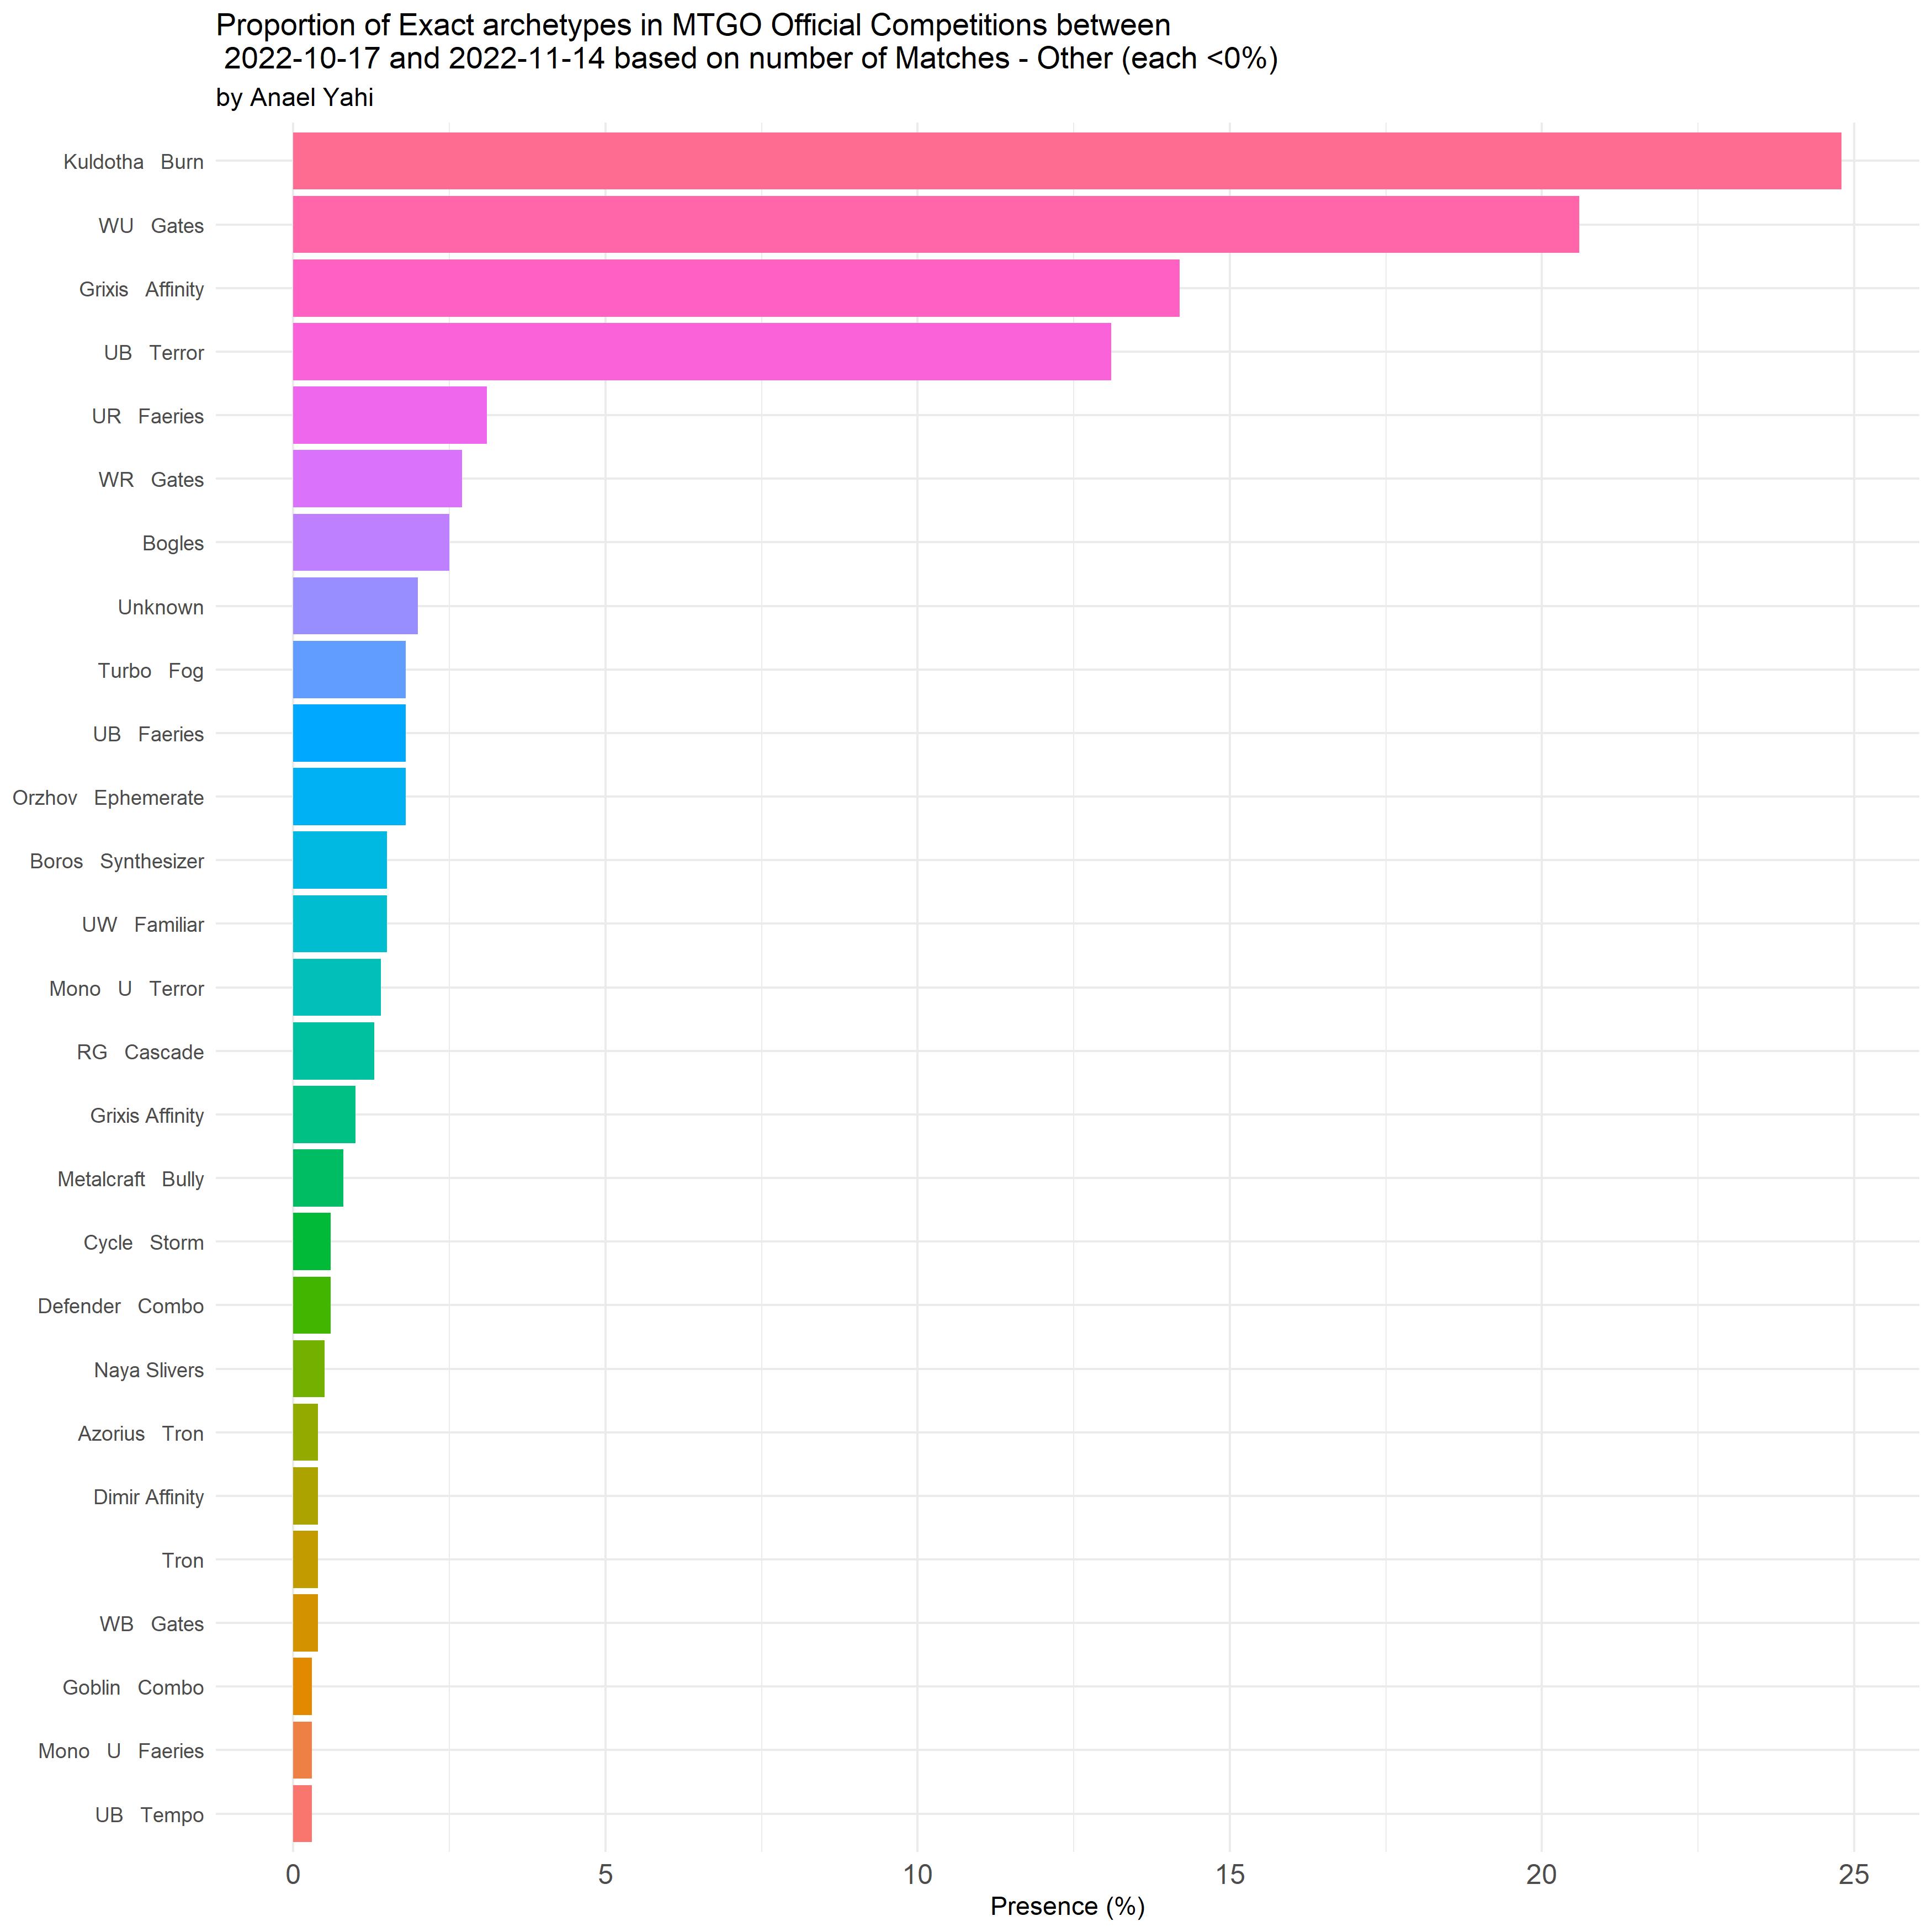 Proportion of Exact archetypes in MTGO Official Competitions between
2022-10-17 and 2022-11-14 based on number of Matches - Other (each <0%)
by Anael Yahi
Kuldotha Burn
WU Gates
Grixis Affinity
UB Terror
UR Faeries
WR Gates
Bogles
Unknown
Turbo Fog
UB Faeries
Orzhov Ephemerate
Boros Synthesizer
UW Familiar
Mono U Terror
RG Cascade
Grixis Affinity
Metalcraft Bully
Cycle Storm
Defender Combo
Naya Slivers
Azorius Tron
Dimir Affinity
Tron
WB Gates
Goblin Combo
Mono U Faeries
UB Tempo
0 5 10 15 20 25
Presence (%)